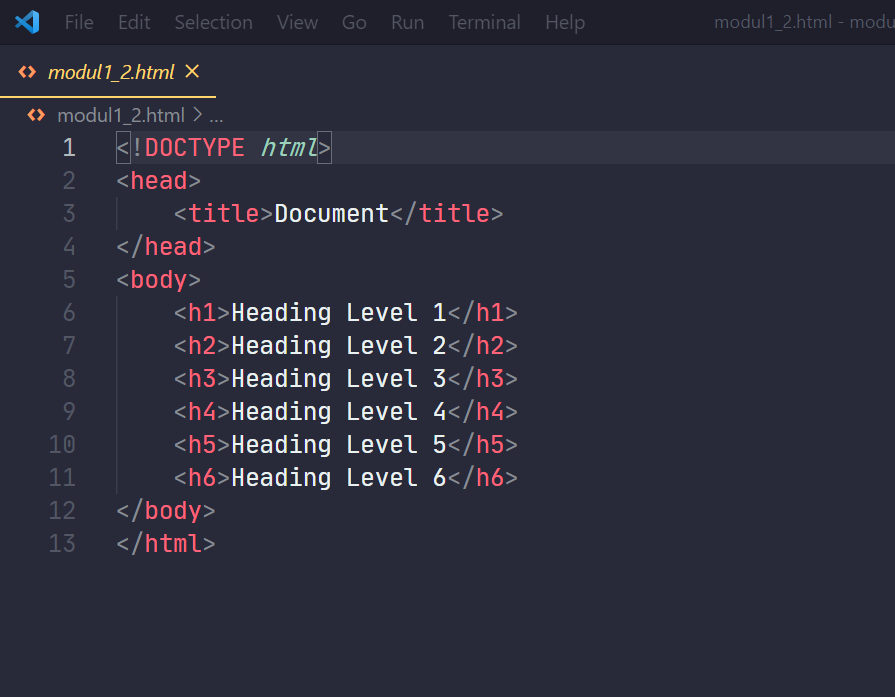 File Edit Selection View Go Run Terminal Help modul1_2.html - modu
modul1_2.html
modul1_2.html > ...
1 <!DOCTYPE html>
2 <head>
3     <title>Document</title>
4 </head>
5 <body>
6     <h1>Heading Level 1</h1>
7     <h2>Heading Level 2</h2>
8     <h3>Heading Level 3</h3>
9     <h4>Heading Level 4</h4>
10     <h5>Heading Level 5</h5>
11     <h6>Heading Level 6</h6>
12 </body>
13 </html>